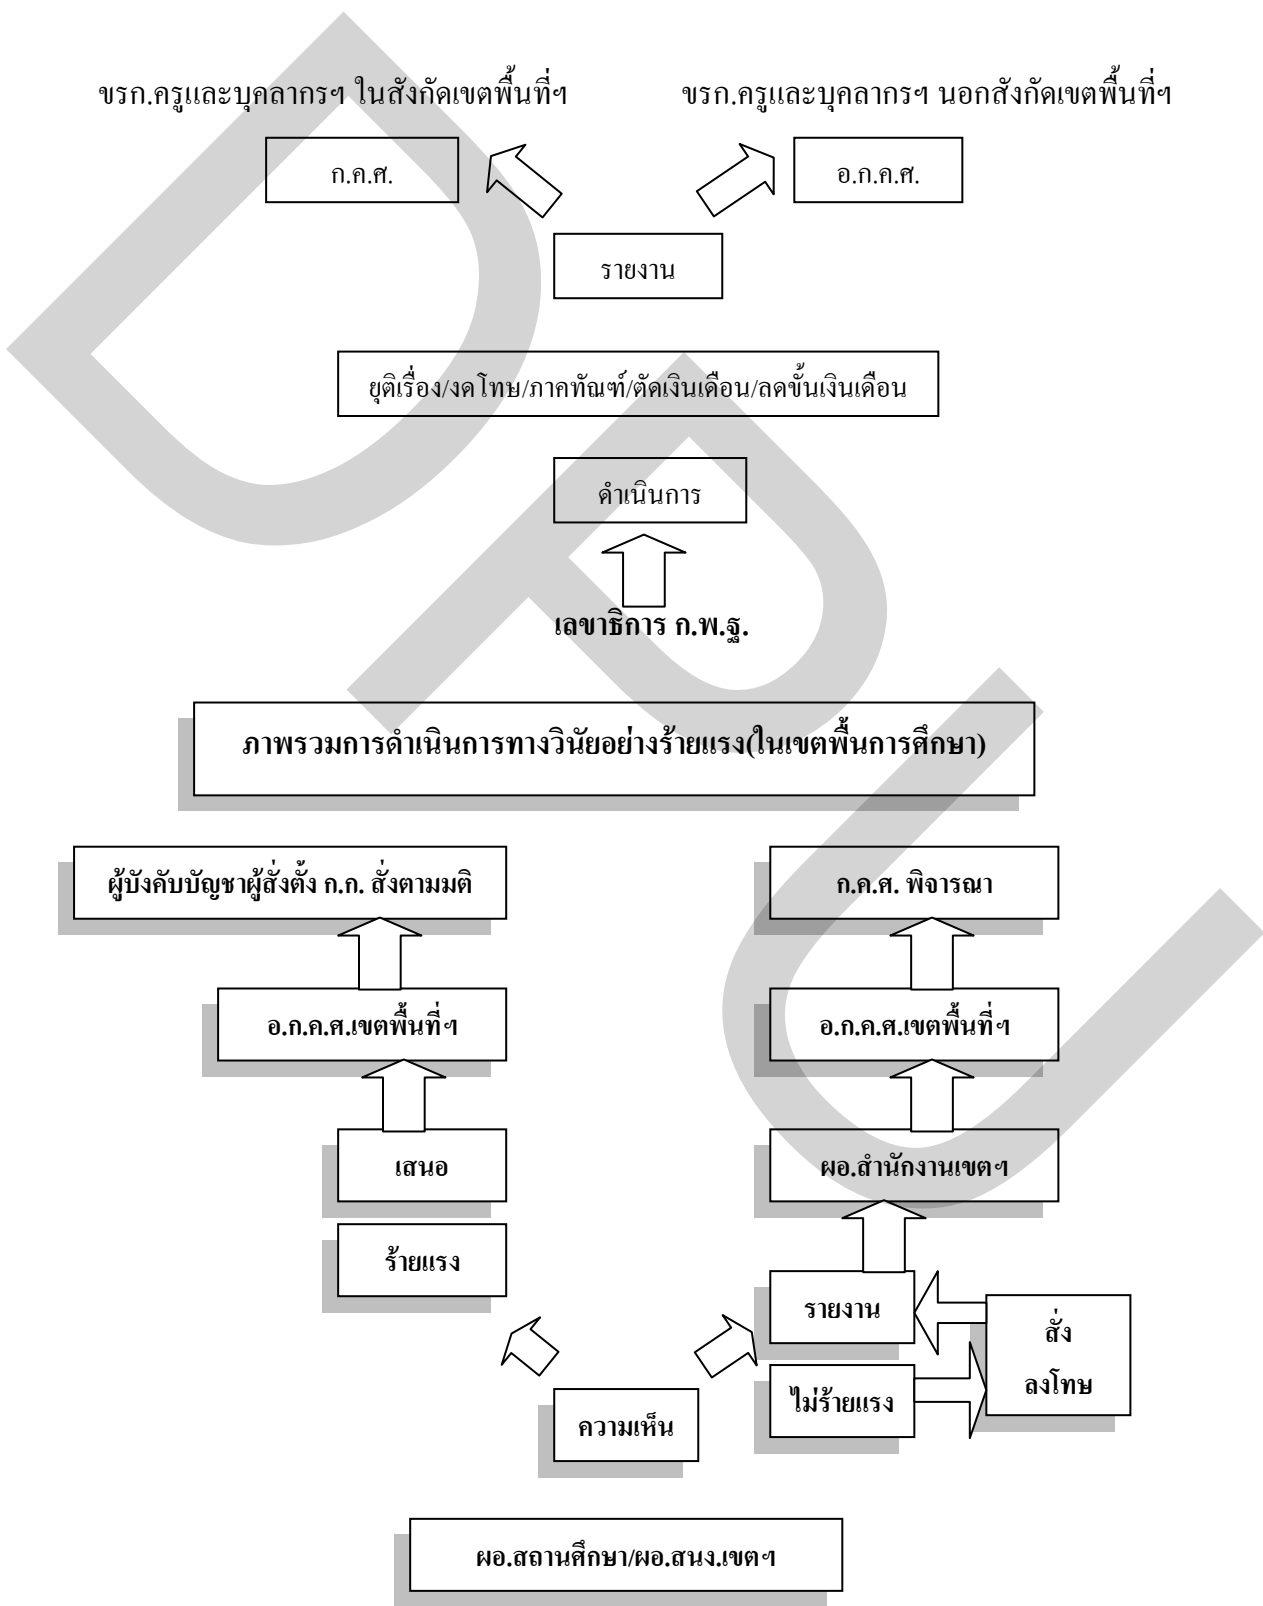 ขรก.ครูและบุคลากรฯ ในสังกัดเขตพื้นที่ฯ
ขรก.ครูและบุคลากรฯ นอกสังกัดเขตพื้นที่ฯ
ก.ค.ศ.
อ.ก.ค.ศ.
รายงาน
ยุติเรื่อง/งดโทษ/ภาคทัณฑ์/ตัดเงินเดือน/ลดขั้นเงินเดือน
ดำเนินการ
เลขาธิการ ก.พ.ฐ.
ภาพรวมการดำเนินการทางวินัยอย่างร้ายแรง(ในเขตพื้นการศึกษา)
ผู้บังคับบัญชาผู้สั่งตั้ง ก.ก. สั่งตามมติ
ก.ค.ศ. พิจารณา
อ.ก.ค.ศ.เขตพื้นที่ฯ
อ.ก.ค.ศ.เขตพื้นที่ฯ
เสนอ
ผอ.สำนักงานเขตฯ
ร้ายแรง
รายงาน
สั่ง
ลงโทษ
ไม่ร้ายแรง
ความเห็น
ผอ.สถานศึกษา/ผอ.สนง.เขตฯ
DPU